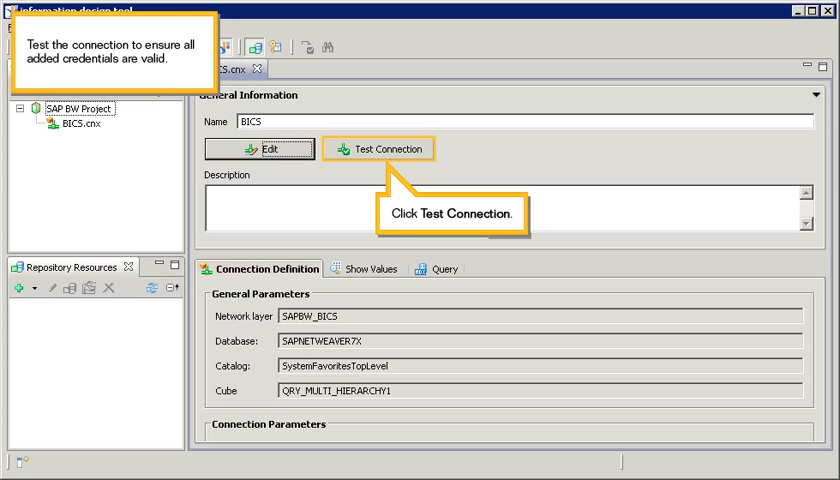 information design tool
Test the connection to ensure all
added credentials are valid.
CS.cnx
SAP BW Project
BICS.cnx
General Information
Name BICS
Edit
Test Connection
Description
Click Test Connection.
Repository Resources
Connection Definition
Show Values
Query
General Parameters
Network layer SAPBW_BICS
Database: SAPNETWEAVER7X
Catalog: SystemFavoritesTopLevel
Cube QRY_MULTI_HIERARCHY1
Connection Parameters